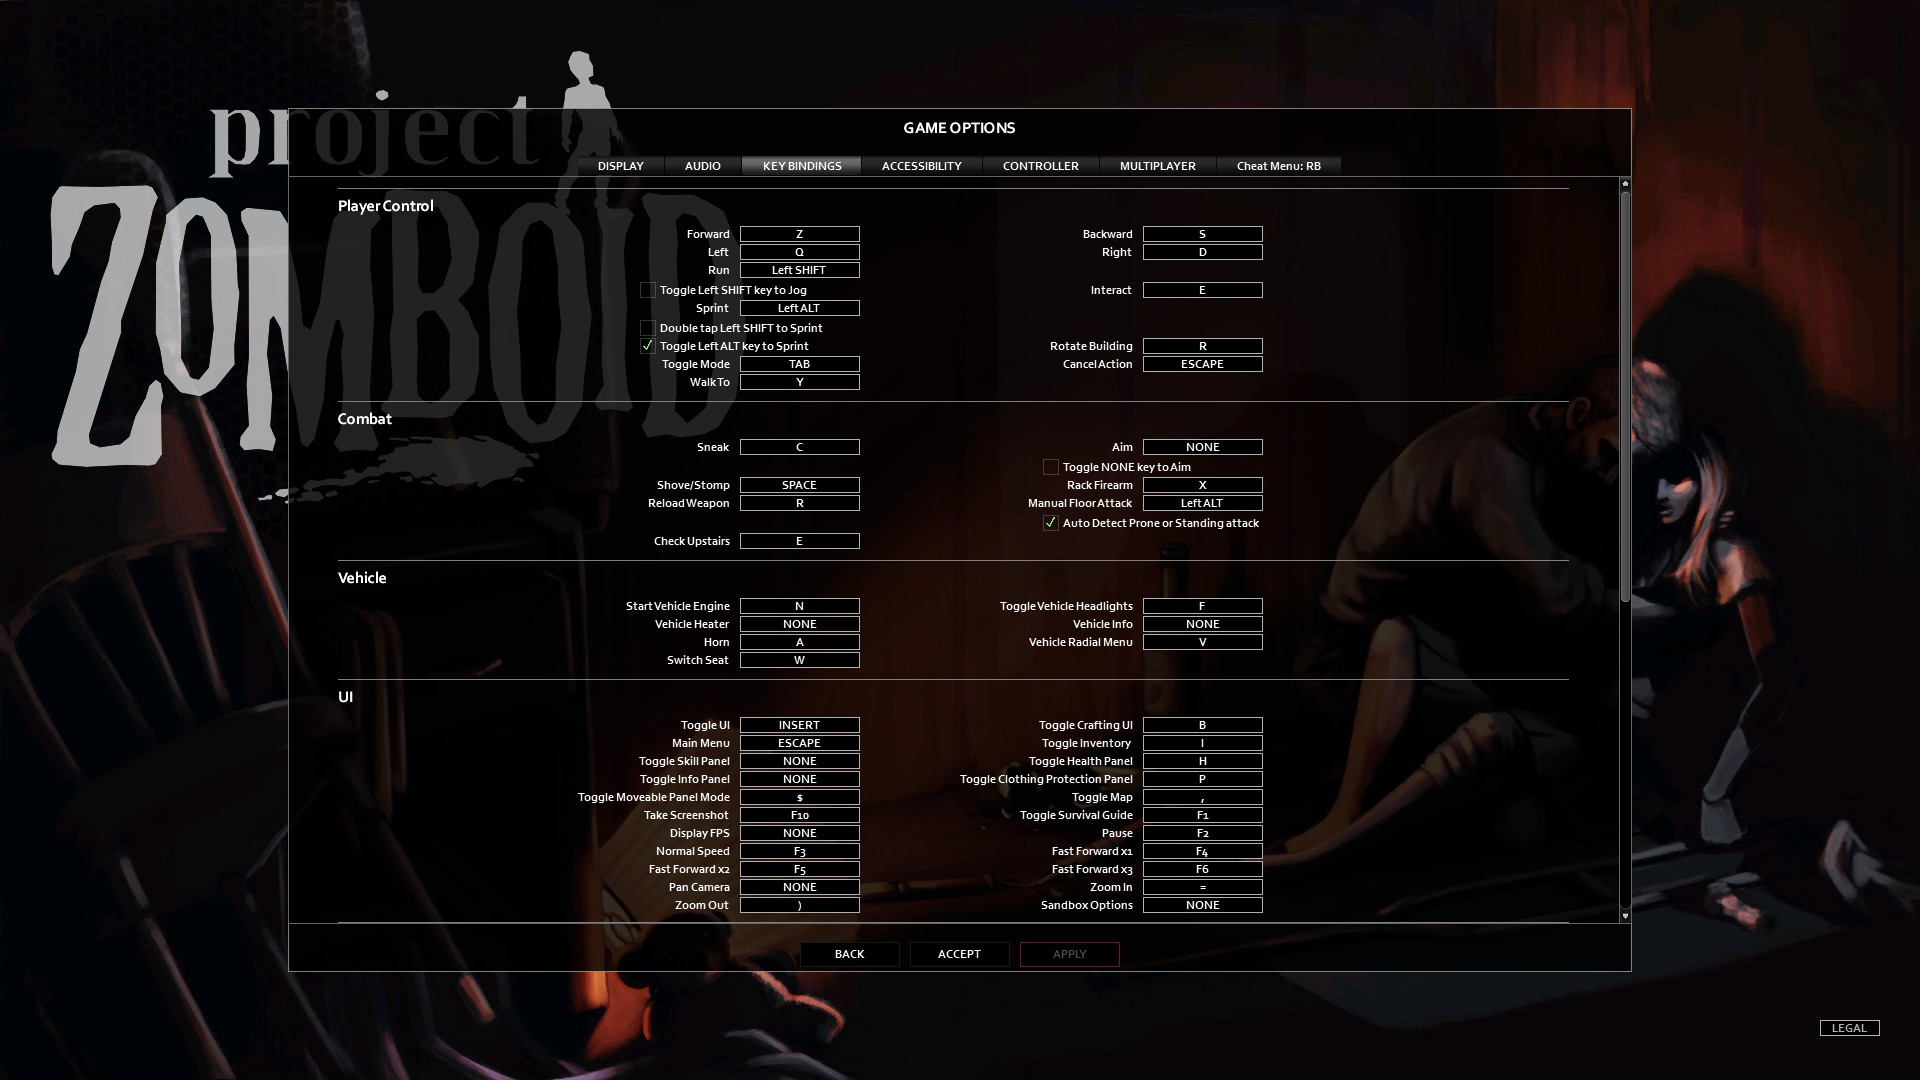 project
ZOMBOID
GAME OPTIONS
DISPLAY AUDIO KEY BINDINGS ACCESSIBILITY CONTROLLER MULTIPLAYER Cheat Menu: RB
Player Control
Forward Z Backward S
Left Q Right D
Run Left SHIFT
Toggle Left SHIFT key to Jog Interact E
Sprint Left ALT
Double tap Left SHIFT to Sprint
Toggle Left ALT key to Sprint Rotate Building R
Toggle Mode TAB Cancel Action ESCAPE
Walk To Y
Combat
Sneak C Aim NONE
Toggle NONE key to Aim
Shove/Stomp SPACE Rack Firearm X
Reload Weapon R Manual Floor Attack Left ALT
Auto Detect Prone or Standing attack
Check Upstairs E
Vehicle
Start Vehicle Engine N Toggle Vehicle Headlights F
Vehicle Heater NONE Vehicle Info NONE
Horn A Vehicle Radial Menu V
Switch Seat W
UI
Toggle UI INSERT Toggle Crafting UI B
Main Menu ESCAPE Toggle Inventory I
Toggle Skill Panel NONE Toggle Health Panel H
Toggle Info Panel NONE Toggle Clothing Protection Panel P
Toggle Moveable Panel Mode $ Toggle Map ,
Take Screenshot F10 Toggle Survival Guide F1
Display FPS NONE Pause F2
Normal Speed F3 Fast Forward x1 F4
Fast Forward x2 F5 Fast Forward x3 F6
Pan Camera NONE Zoom In =
Zoom Out ) Sandbox Options NONE
BACK ACCEPT APPLY
LEGAL